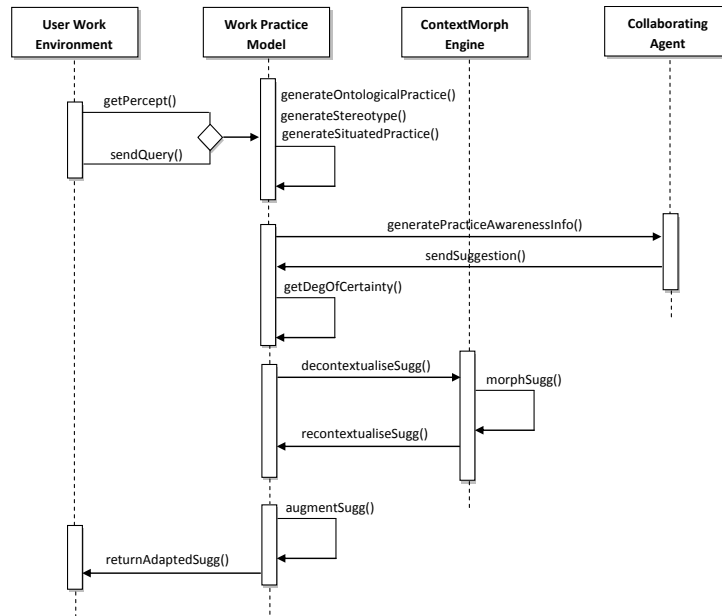 User Work
Environment
Work Practice
Model
ContextMorph
Engine
Collaborating
Agent
getPercept()
sendQuery()
generateOntologicalPractice()
generateStereotype()
generateSituatedPractice()
generatePracticeAwarenessInfo()
sendSuggestion()
getDegOfCertainty()
decontextualiseSugg()
morphSugg()
recontextualiseSugg()
augmentSugg()
returnAdaptedSugg()